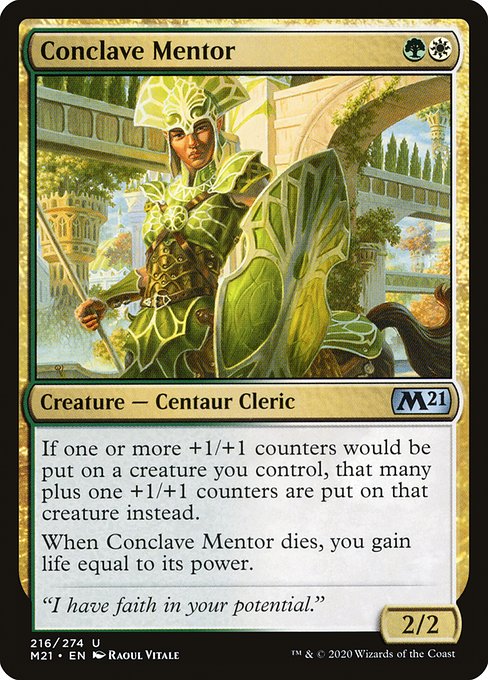 Conclave Mentor
Creature — Centaur Cleric
M21
If one or more +1/+1 counters would be
put on a creature you control, that many
plus one +1/+1 counters are put on that
creature instead.
When Conclave Mentor dies, you gain
life equal to its power.
“I have faith in your potential.”
2/2
216/274 U
M21 • EN Raoul Vitale
™ & © 2020 Wizards of the Coast